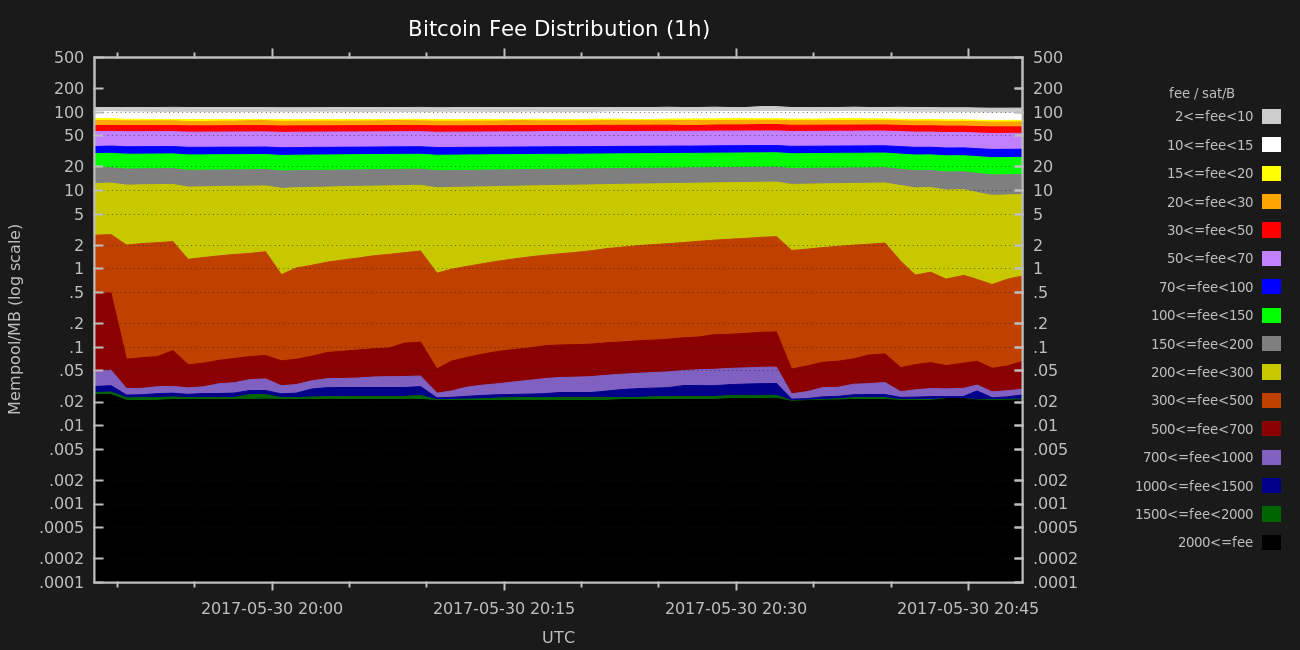 Bitcoin Fee Distribution (1h)
Mempool/MB (log scale)
500
200
100
50
20
10
5
2
1
.5
.2
.1
.05
.02
.01
.005
.002
.001
.0005
.0002
.0001
500
200
100
50
20
10
5
2
1
.5
.2
.1
.05
.02
.01
.005
.002
.001
.0005
.0002
.0001
2017-05-30 20:00
2017-05-30 20:15
2017-05-30 20:30
2017-05-30 20:45
UTC
fee / sat/B
2<=fee<10
10<=fee<15
15<=fee<20
20<=fee<30
30<=fee<50
50<=fee<70
70<=fee<100
100<=fee<150
150<=fee<200
200<=fee<300
300<=fee<500
500<=fee<700
700<=fee<1000
1000<=fee<1500
1500<=fee<2000
2000<=fee